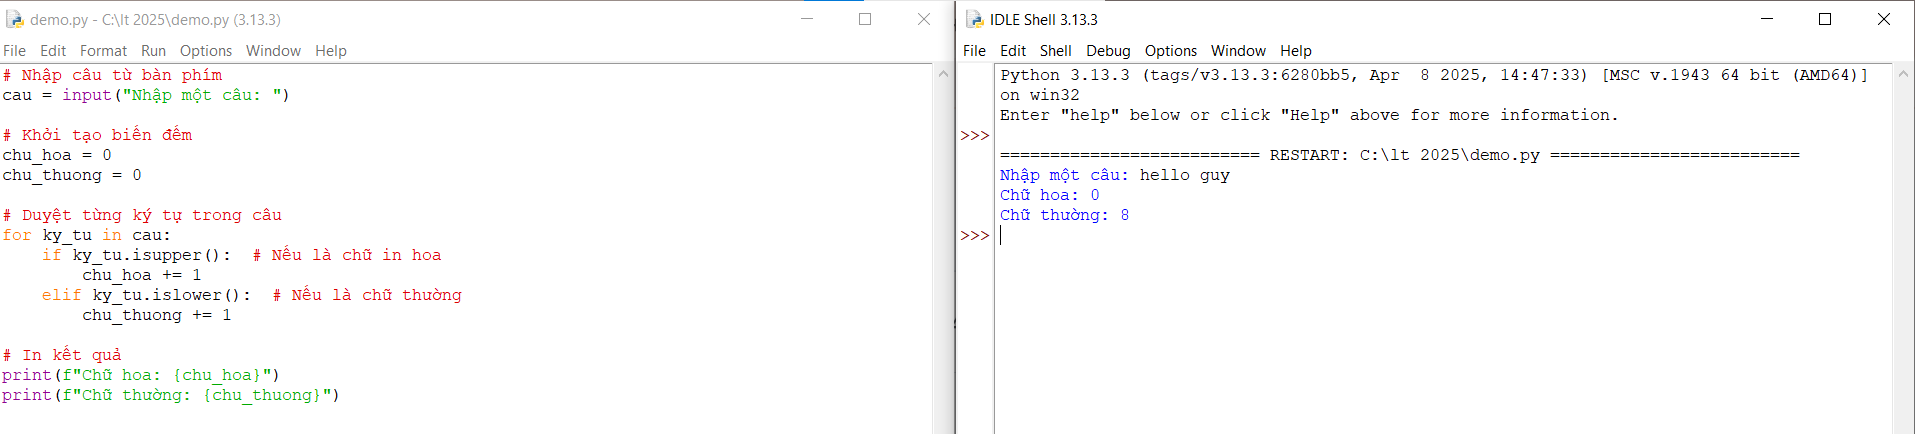 demo.py - C:\lt 2025\demo.py (3.13.3)
File Edit Format Run Options Window Help
# Nhập câu từ bàn phím
cau = input("Nhập một câu: ")
# Khởi tạo biến đếm
chu_hoa = 0
chu_thuong = 0
# Duyệt từng ký tự trong câu
for ky_tu in cau:
    if ky_tu.isupper():  # Nếu là chữ in hoa
        chu_hoa += 1
    elif ky_tu.islower():  # Nếu là chữ thường
        chu_thuong += 1
# In kết quả
print(f"Chữ hoa: {chu_hoa}")
print(f"Chữ thường: {chu_thuong}")
IDLE Shell 3.13.3
File Edit Shell Debug Options Window Help
Python 3.13.3 (tags/v3.13.3:6280bb5, Apr  8 2025, 14:47:33) [MSC v.1943 64 bit (AMD64)]
on win32
Enter "help" below or click "Help" above for more information.
>>>
========================== RESTART: C:\lt 2025\demo.py =========================
Nhập một câu: hello guy
Chữ hoa: 0
Chữ thường: 8
>>>